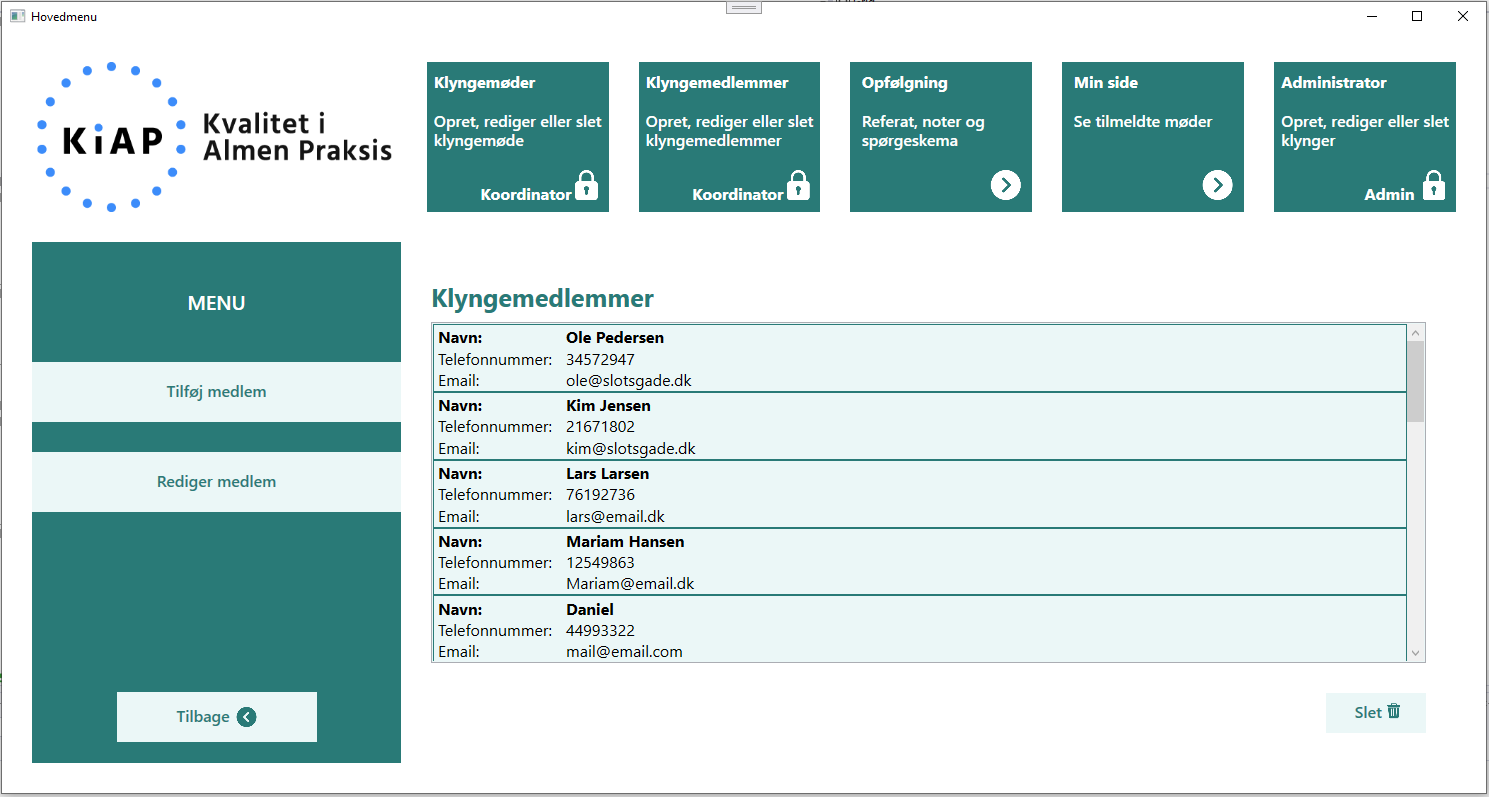 Hovedmenu
KiAP
Kvalitet i
Almen Praksis
Klyngemøder
Opret, rediger eller slet
klyngemøde
Koordinator
Klyngemedlemmer
Opret, rediger eller slet
klyngemedlemmer
Koordinator
Opfølgning
Referat, noter og
spørgeskema
Min side
Se tilmeldte møder
Administrator
Opret, rediger eller slet
klynger
Admin
MENU
Tilføj medlem
Rediger medlem
Tilbage
Klyngemedlemmer
Navn: Ole Pedersen
Telefonnummer: 34572947
Email: ole@slotsgade.dk
Navn: Kim Jensen
Telefonnummer: 21671802
Email: kim@slotsgade.dk
Navn: Lars Larsen
Telefonnummer: 76192736
Email: lars@email.dk
Navn: Mariam Hansen
Telefonnummer: 12549863
Email: Mariam@email.dk
Navn: Daniel
Telefonnummer: 44993322
Email: mail@email.com
Slet